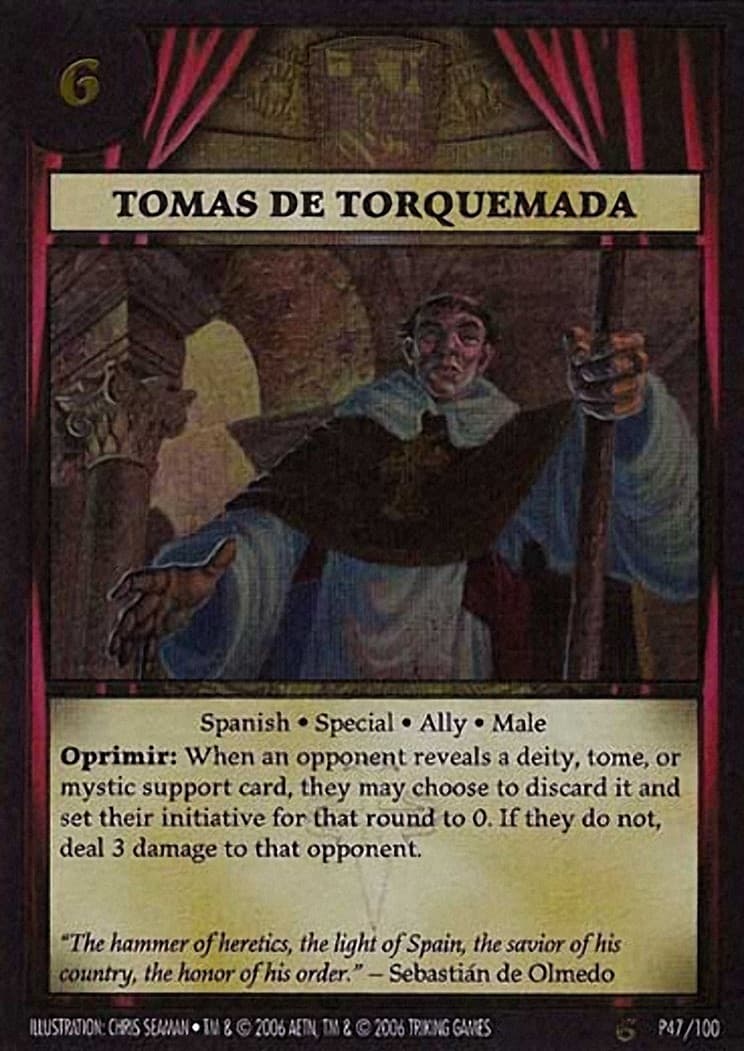 6
TOMAS DE TORQUEMADA
Spanish • Special • Ally • Male
Oprimir: When an opponent reveals a deity, tome, or
mystic support card, they may choose to discard it and
set their initiative for that round to 0. If they do not,
deal 3 damage to that opponent.
“The hammer of heretics, the light of Spain, the savior of his
country, the honor of his order.” – Sebastián de Olmedo
ILLUSTRATION: CHRIS SEAMAN • TM & © 2006 AETN, TM & © 2006 TRIKING GAMES
6 P47/100